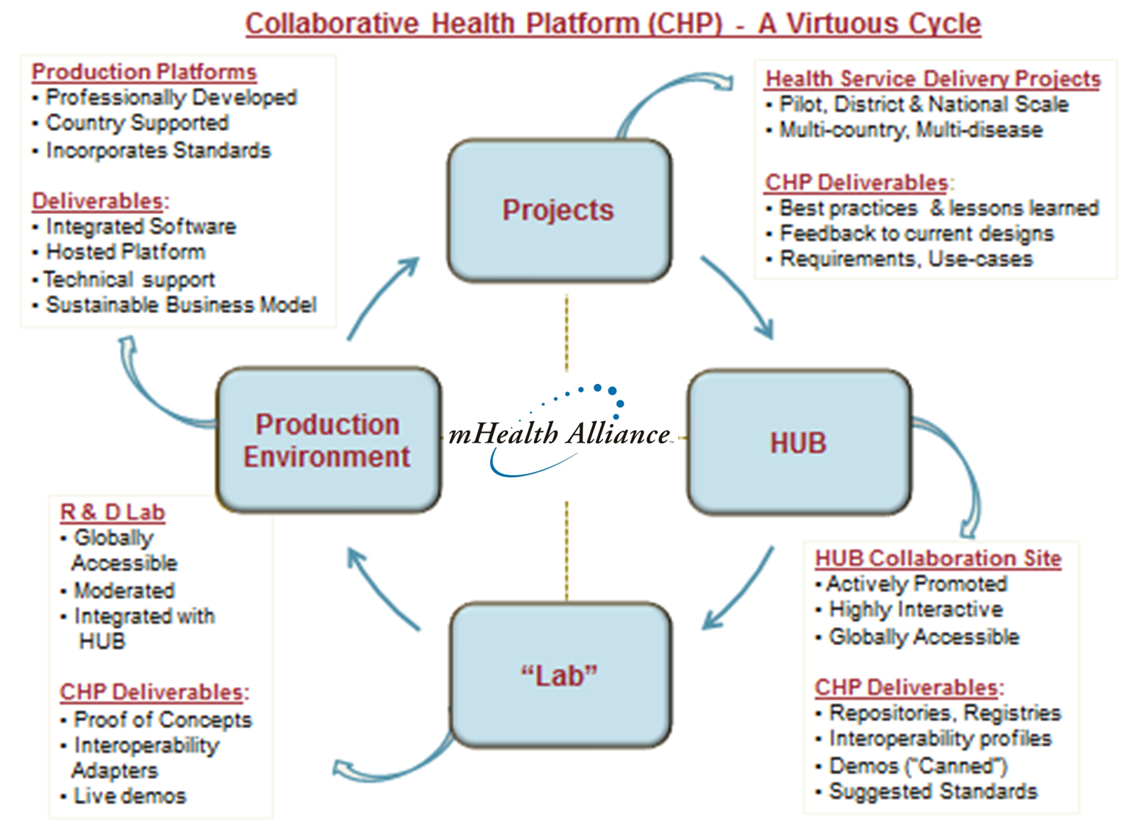 Collaborative Health Platform (CHP) - A Virtuous Cycle
Production Platforms
• Professionally Developed
• Country Supported
• Incorporates Standards
Deliverables:
• Integrated Software
• Hosted Platform
• Technical support
• Sustainable Business Model
Health Service Delivery Projects
• Pilot, District & National Scale
• Multi-country, Multi-disease
CHP Deliverables:
• Best practices & lessons learned
• Feedback to current designs
• Requirements, Use-cases
Projects
Production
Environment
mHealth Alliance™
HUB
R & D Lab
• Globally
Accessible
• Moderated
• Integrated with
HUB
CHP Deliverables:
• Proof of Concepts
• Interoperability
Adapters
• Live demos
“Lab”
HUB Collaboration Site
• Actively Promoted
• Highly Interactive
• Globally Accessible
CHP Deliverables:
• Repositories, Registries
• Interoperability profiles
• Demos ("Canned")
• Suggested Standards